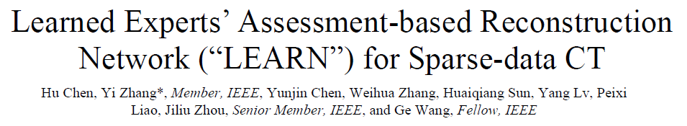 Learned Experts’ Assessment-based Reconstruction
Network (“LEARN”) for Sparse-data CT
Hu Chen, Yi Zhang*, Member, IEEE, Yunjin Chen, Weihua Zhang, Huaiqiang Sun, Yang Lv, Peixi
Liao, Jiliu Zhou, Senior Member, IEEE, and Ge Wang, Fellow, IEEE